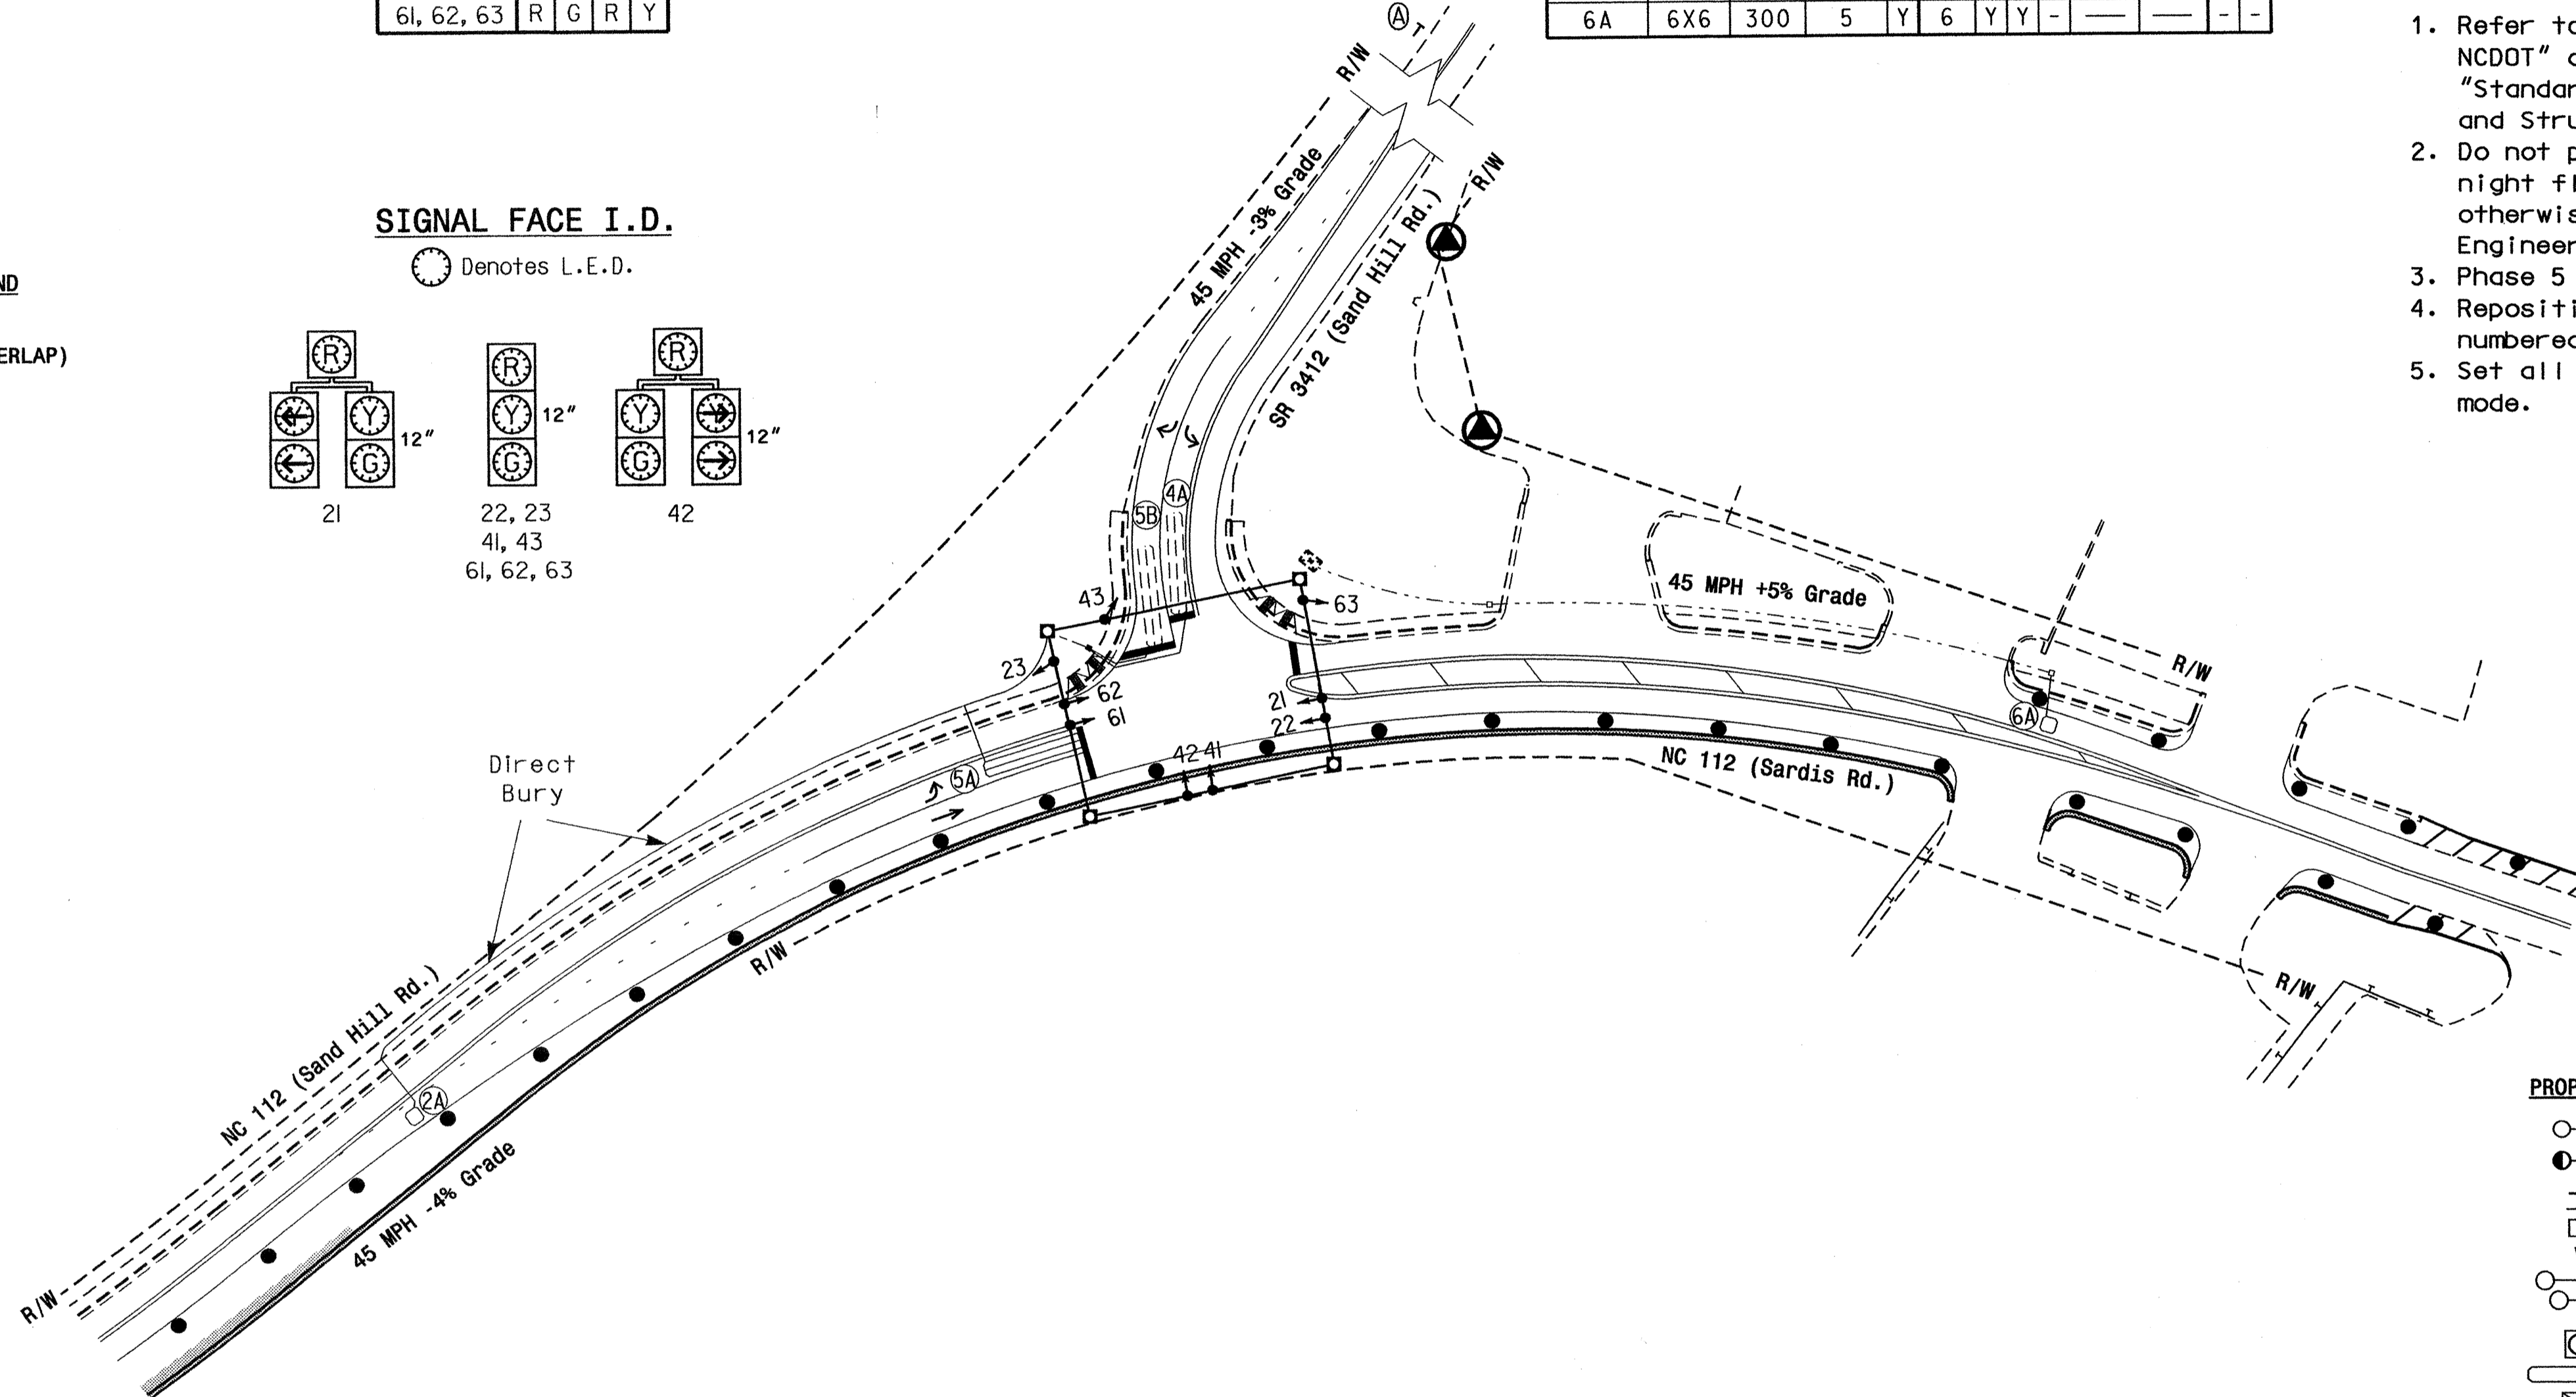 61, 62, 63 R G R Y
6A 6X6 300 5 Y 6 Y Y - — — - -
A
R/W
1. Refer to
NCDOT"
"Standar
and Stru
2. Do not p
night fl
otherwis
Engineer
3. Phase 5
4. Repositi
numbered
5. Set all
mode.
ND
ERLAP)
SIGNAL FACE I.D.
Denotes L.E.D.
R
Y Y 12"
G
21
R
Y 12"
G
22, 23
41, 43
61, 62, 63
R
Y Y 12"
G
42
45 MPH -3% Grade
SR 3412 (Sand Hill Rd.)
R/W
5B
4A
43
63
23
62
61
21
22
42
41
45 MPH +5% Grade
R/W
6A
NC 112 (Sardis Rd.)
5A
Direct
Bury
R/W
NC 112 (Sand Hill Rd.)
2A
45 MPH -4% Grade
R/W
R/W
PROP